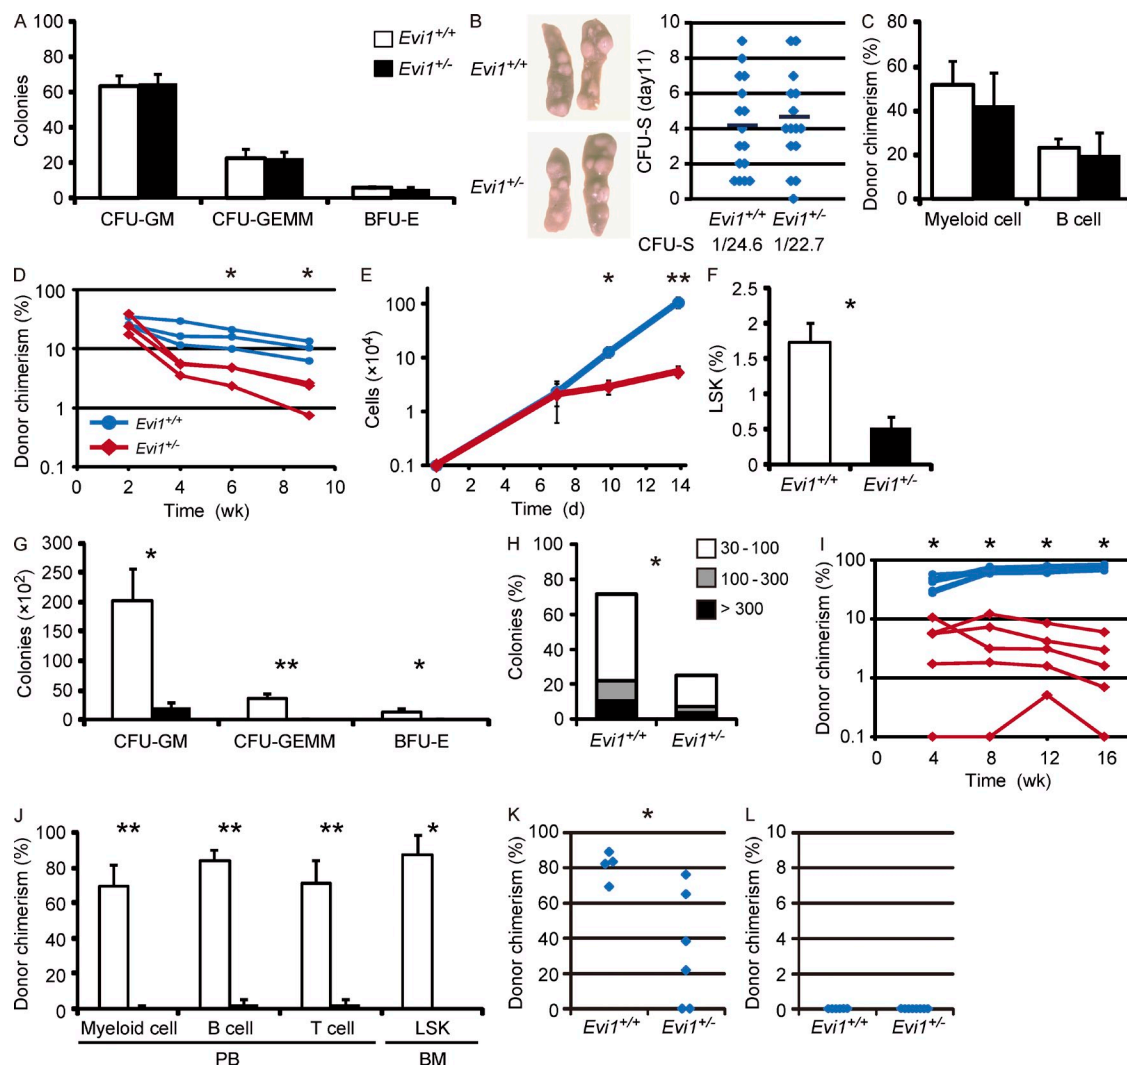 A
Colonies
100
80
60
40
20
0
CFU-GM
CFU-GEMM
BFU-E
Evi1+/+
Evi1+/-
B
Evi1+/+
Evi1+/-
CFU-S (day11)
10
8
6
4
2
0
Evi1+/+ Evi1+/-
CFU-S 1/24.6 1/22.7
C
Donor chimerism (%)
80
60
40
20
0
Myeloid cell
B cell
D
Donor chimerism (%)
* *
100
10
1
0.1
Evi1+/+
Evi1+/-
0 2 4 6 8 10
Time (wk)
E
Cells (×10⁴)
* **
100
10
1
0.1
0 2 4 6 8 10 12 14
Time (d)
F
LSK (%)
2.5
2
1.5
1
0.5
0
*
Evi1+/+ Evi1+/-
G
Colonies (×10²)
300
250
200
150
100
50
0
* ** *
CFU-GM
CFU-GEMM
BFU-E
H
Colonies (%)
100
80
60
40
20
0
*
30 - 100
100 - 300
> 300
Evi1+/+ Evi1+/-
I
Donor chimerism (%)
* * * *
100
10
1
0.1
0 4 8 12 16
Time (wk)
J
Donor chimerism (%)
100
80
60
40
20
0
** ** ** *
Myeloid cell B cell T cell LSK
PB BM
K
Donor chimerism (%)
100
80
60
40
20
0
*
Evi1+/+ Evi1+/-
L
Donor chimerism (%)
10
8
6
4
2
0
Evi1+/+ Evi1+/-